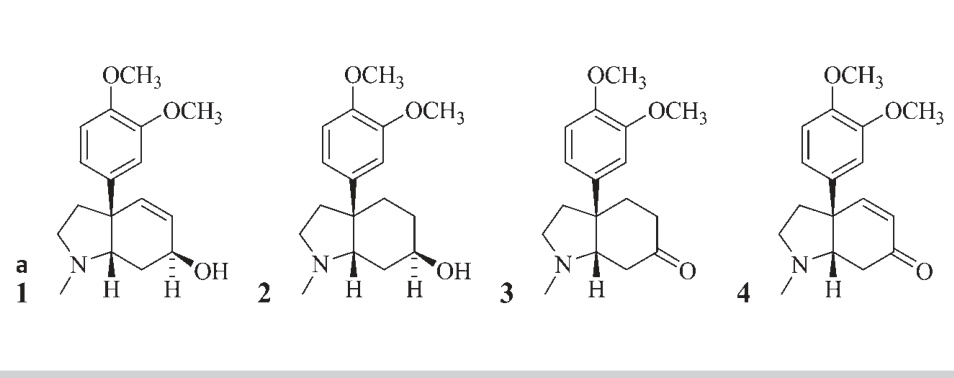 OCH₃ OCH₃ OCH₃ OCH₃
OCH₃ OCH₃ OCH₃ OCH₃
a
N OH N OH N O N O
1 H H 2 H H 3 H 4 H